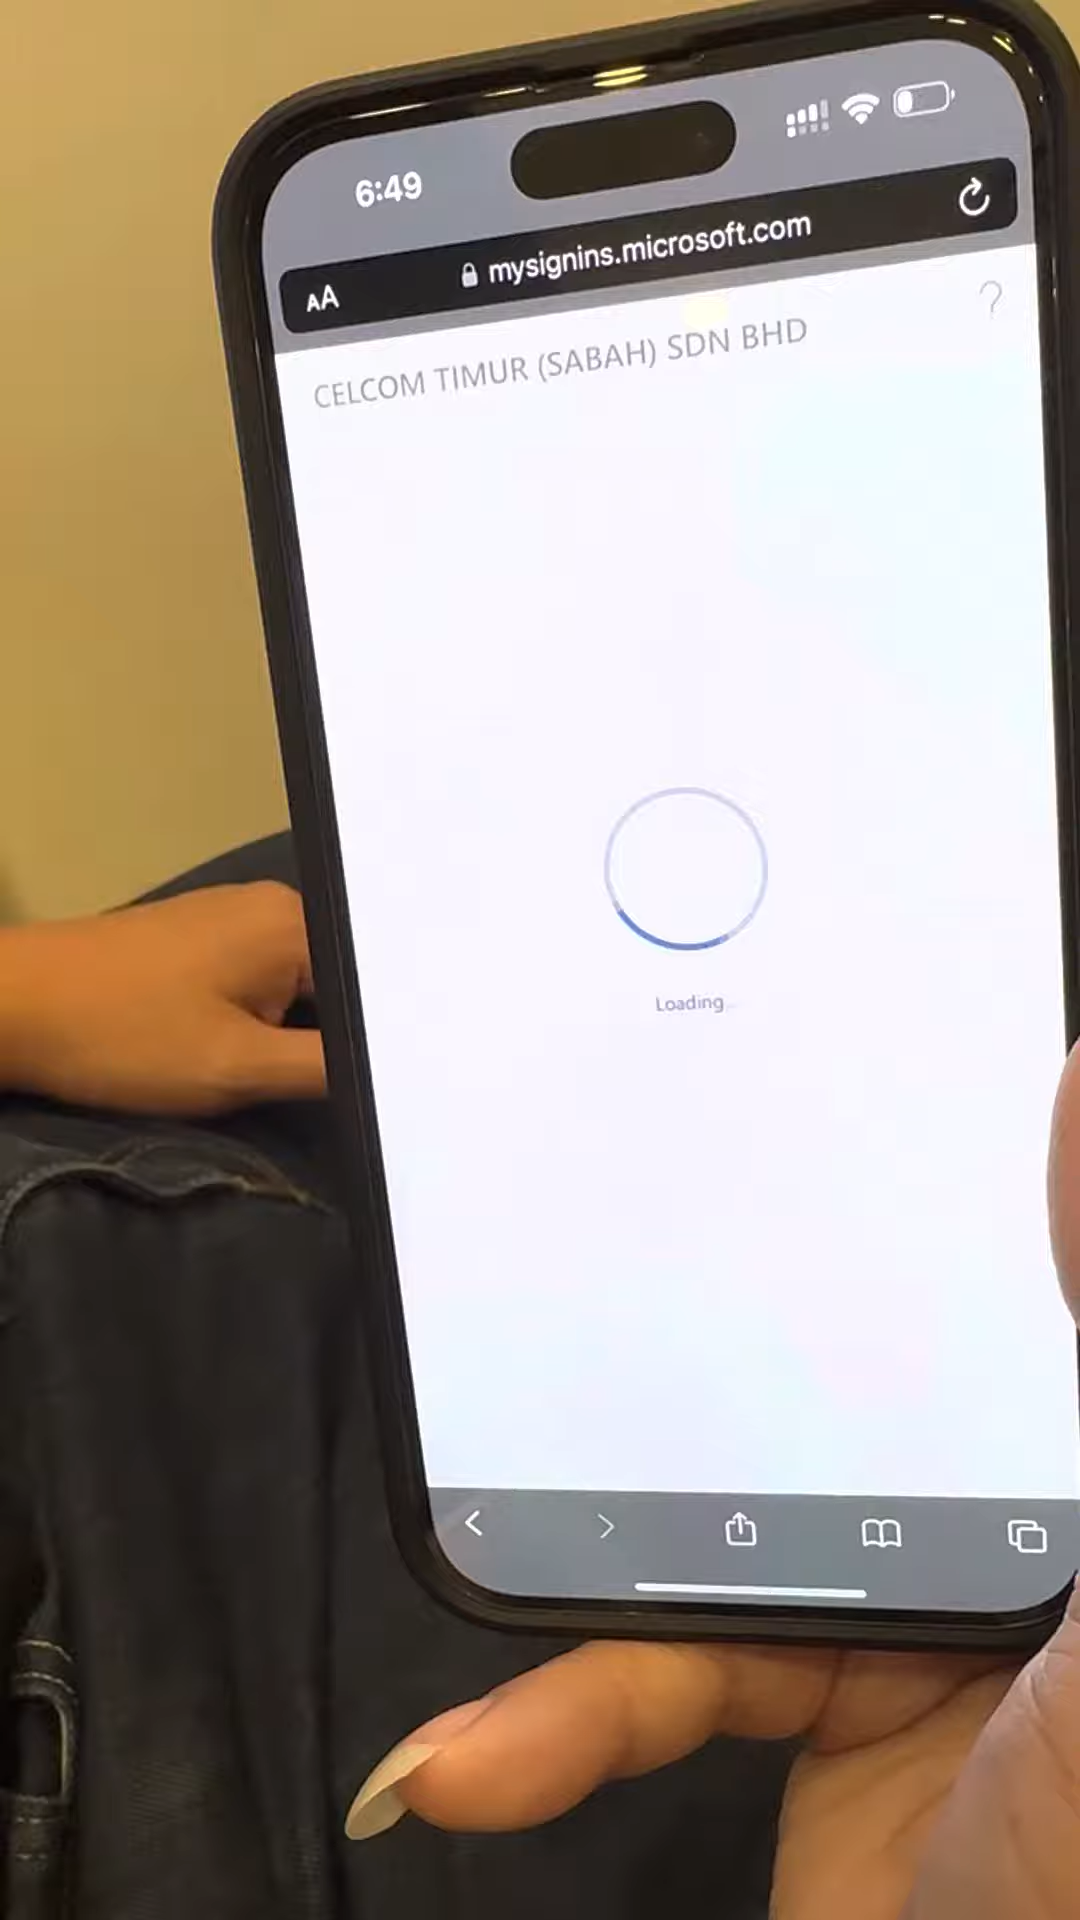 6:49
AA mysignins.microsoft.com
?
CELCOM TIMUR (SABAH) SDN BHD
Loading